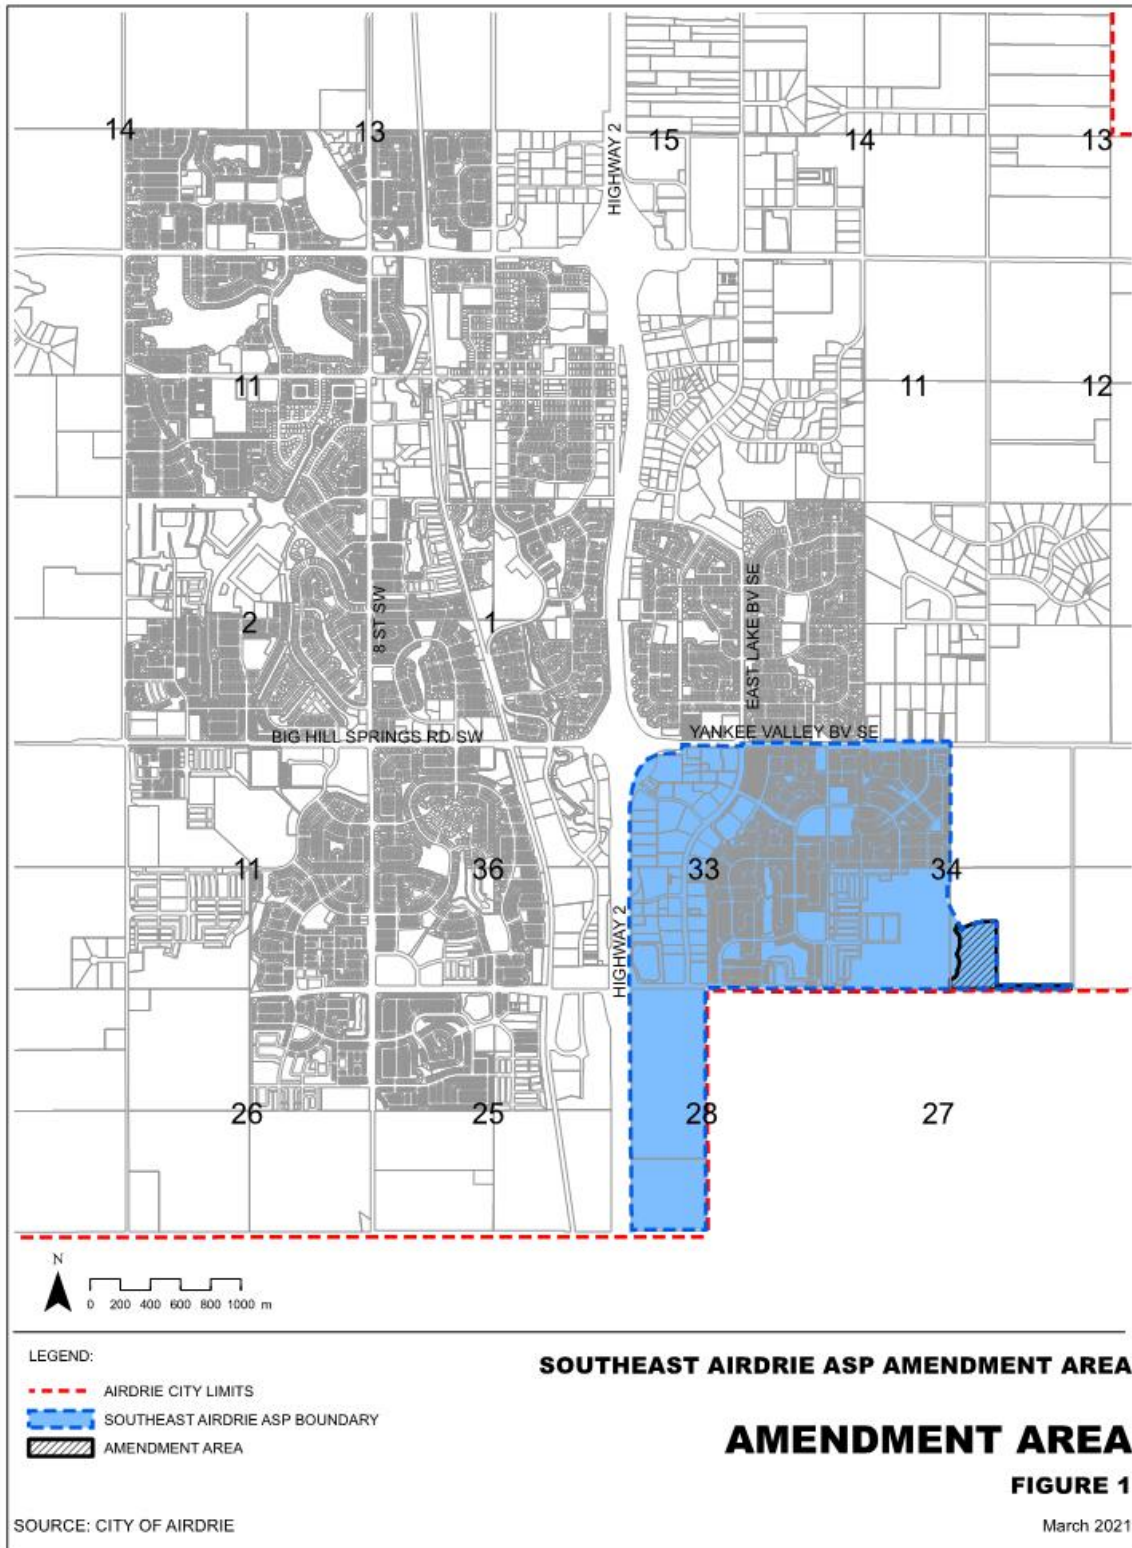 14
13
HIGHWAY 2
15
14
13
11
11
12
2
8 ST SW
1
EAST LAKE BV SE
BIG HILL SPRINGS RD SW
YANKEE VALLEY BV SE
11
36
HIGHWAY 2
33
34
26
25
28
27
N
0 200 400 600 800 1000 m
LEGEND:
AIRDRIE CITY LIMITS
SOUTHEAST AIRDRIE ASP BOUNDARY
AMENDMENT AREA
SOUTHEAST AIRDRIE ASP AMENDMENT AREA
AMENDMENT AREA
FIGURE 1
SOURCE: CITY OF AIRDRIE
March 2021